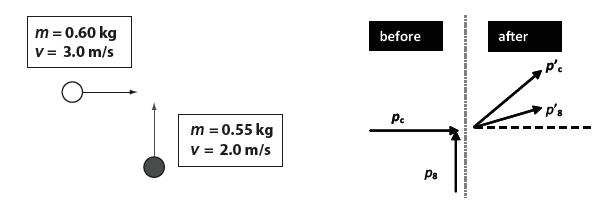 m = 0.60 kg
v = 3.0 m/s
m = 0.55 kg
v = 2.0 m/s
before
after
p'c
p'8
pc
p8